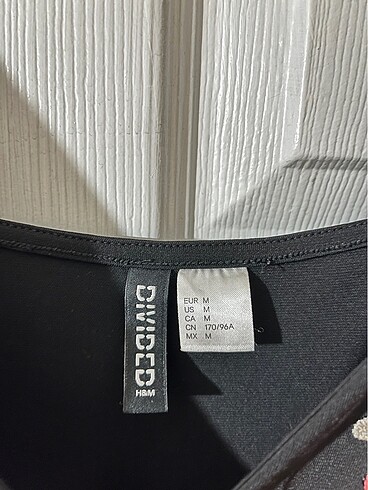 DIVIDED
H&M
EUR M
US M
CA M
CN 170/96A
MX M